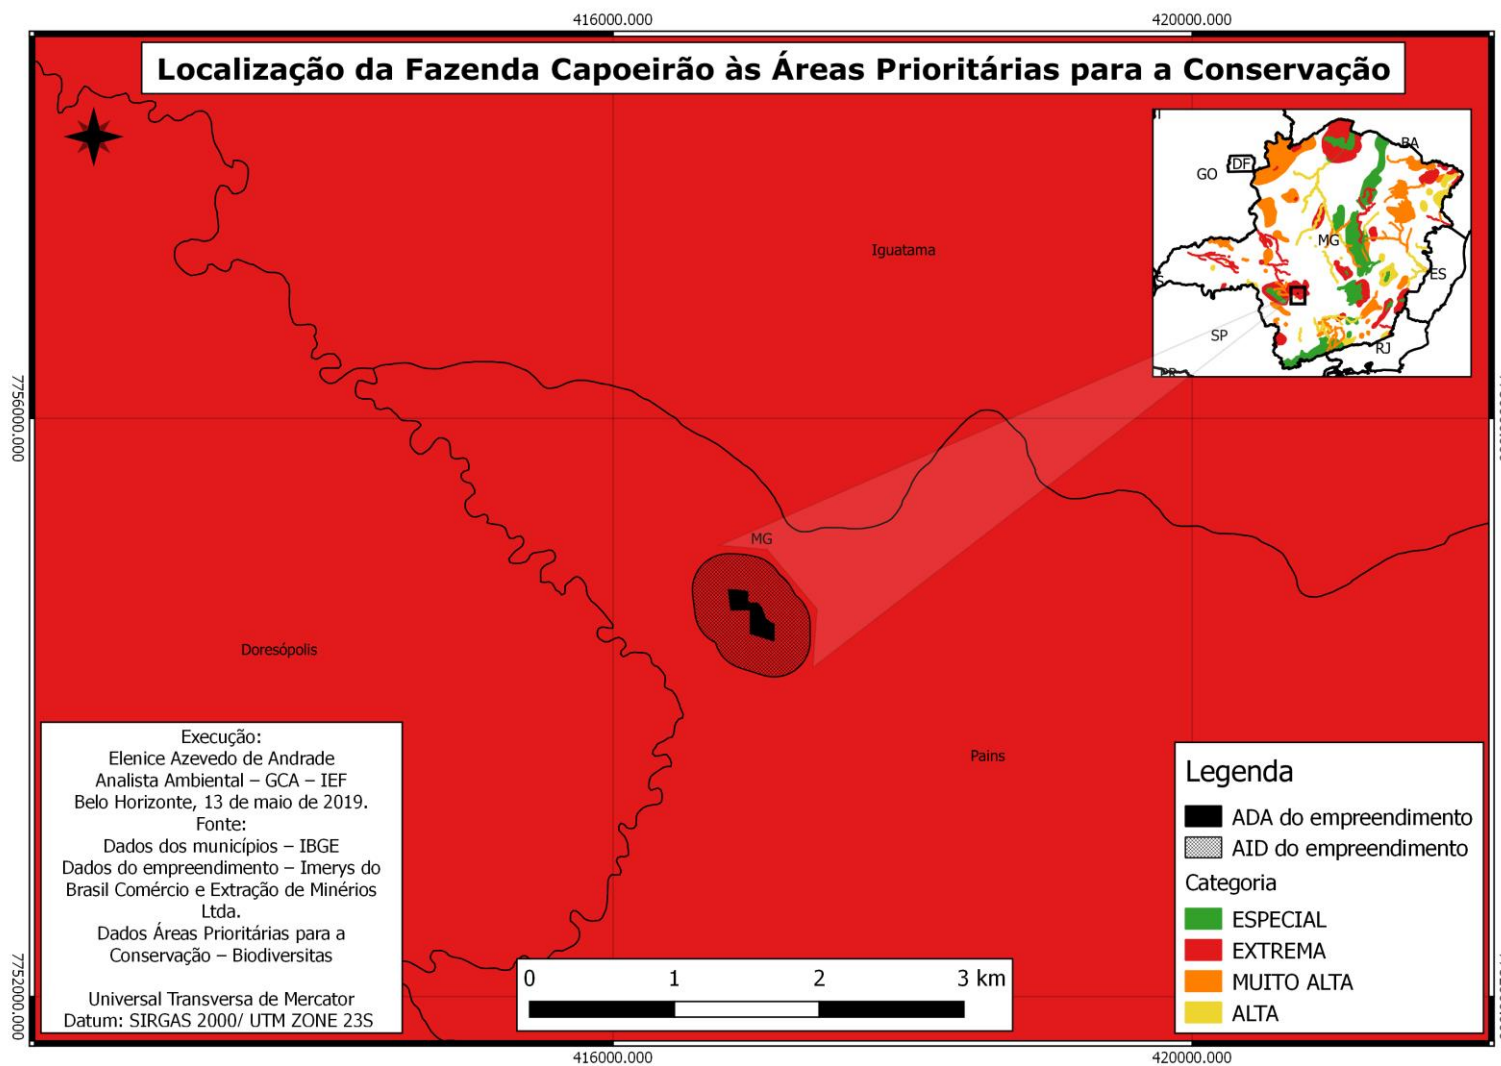 416000.000
420000.000
Localização da Fazenda Capoeirão às Áreas Prioritárias para a Conservação
BA
DF
GO
MG
ES
SP
RJ
PR
Iguatama
7756000.000
MG
Doresópolis
Pains
Execução:
Elenice Azevedo de Andrade
Analista Ambiental – GCA – IEF
Belo Horizonte, 13 de maio de 2019.
Fonte:
Dados dos municípios – IBGE
Dados do empreendimento – Imerys do
Brasil Comércio e Extração de Minérios
Ltda.
Dados Áreas Prioritárias para a
Conservação – Biodiversitas
Universal Transversa de Mercator
Datum: SIRGAS 2000/ UTM ZONE 23S
7752000.000
0 1 2 3 km
Legenda
ADA do empreendimento
AID do empreendimento
Categoria
ESPECIAL
EXTREMA
MUITO ALTA
ALTA
416000.000
420000.000